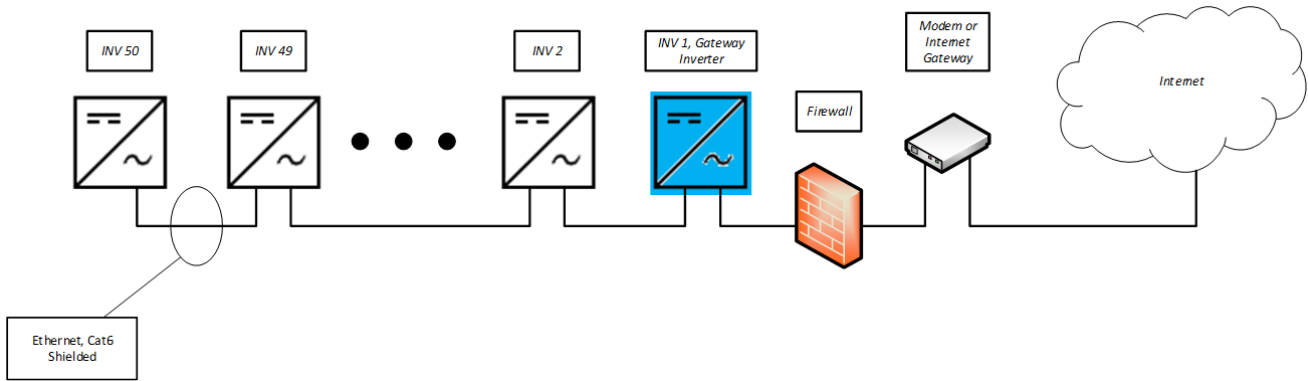 INV 50
INV 49
INV 2
INV 1, Gateway
Inverter
Firewall
Modem or
Internet
Gateway
Internet
Ethernet, Cat6
Shielded